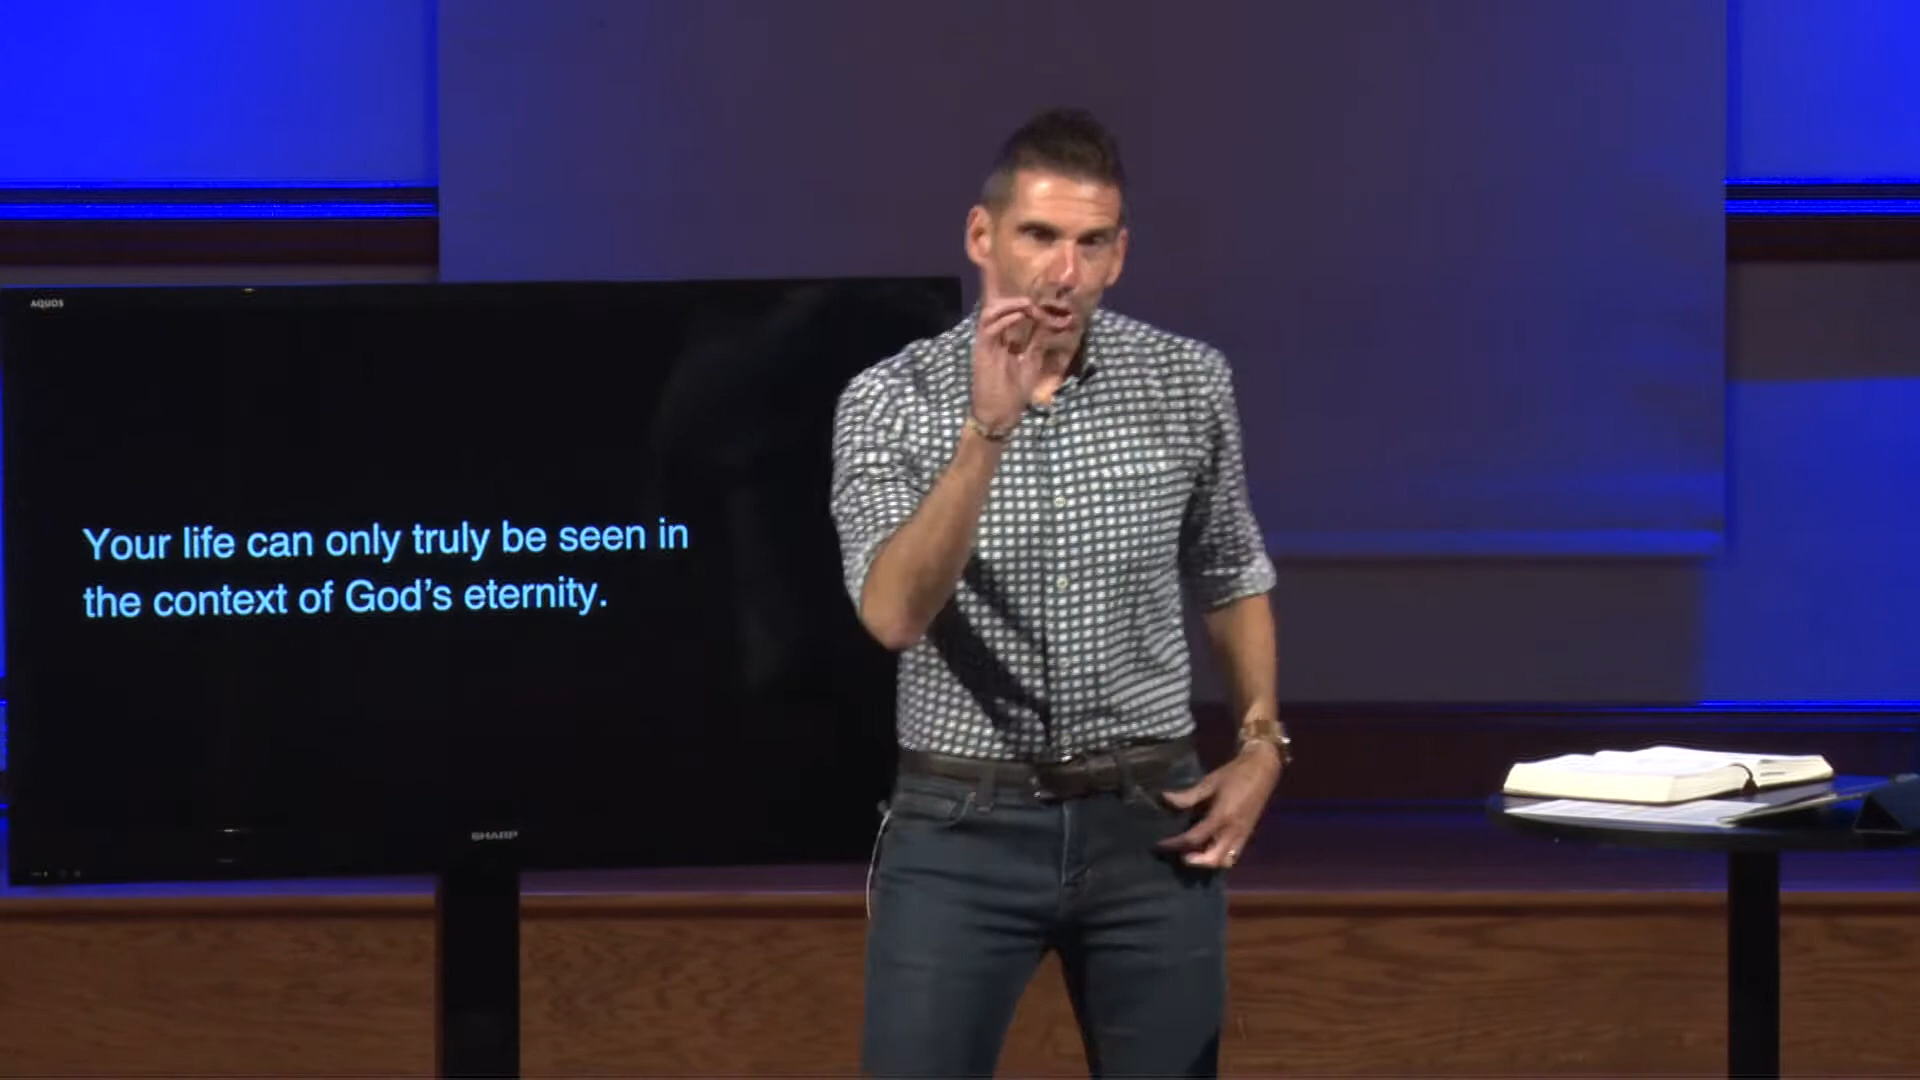 AQUOS
Your life can only truly be seen in
the context of God's eternity.
SHARP